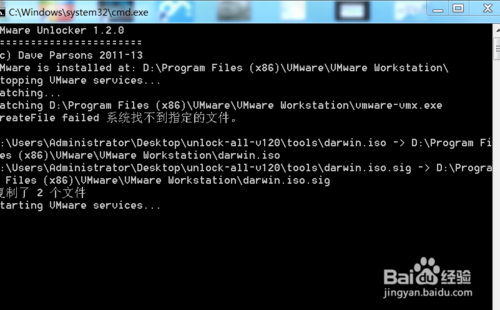 C:\Windows\system32\cmd.exe
Mware Unlocker 1.2.0
============================
c) Dave Parsons 2011-13
Mware is installed at: D:\Program Files (x86)\VMware\VMware Workstation\
topping VMware services...
atching...
atching D:\Program Files (x86)\VMware\VMware Workstation\vmware-vmx.exe
reateFile failed 系统找不到指定的文件。
:\Users\Administrator\Desktop\unlock-all-v120\tools\darwin.iso -> D:\Program Fi
es (x86)\VMware\VMware Workstation\darwin.iso
:\Users\Administrator\Desktop\unlock-all-v120\tools\darwin.iso.sig -> D:\Progra
Files (x86)\VMware\VMware Workstation\darwin.iso.sig
复制了 2 个文件
tarting VMware services...
Baidu 经验
jingyan.baidu.com